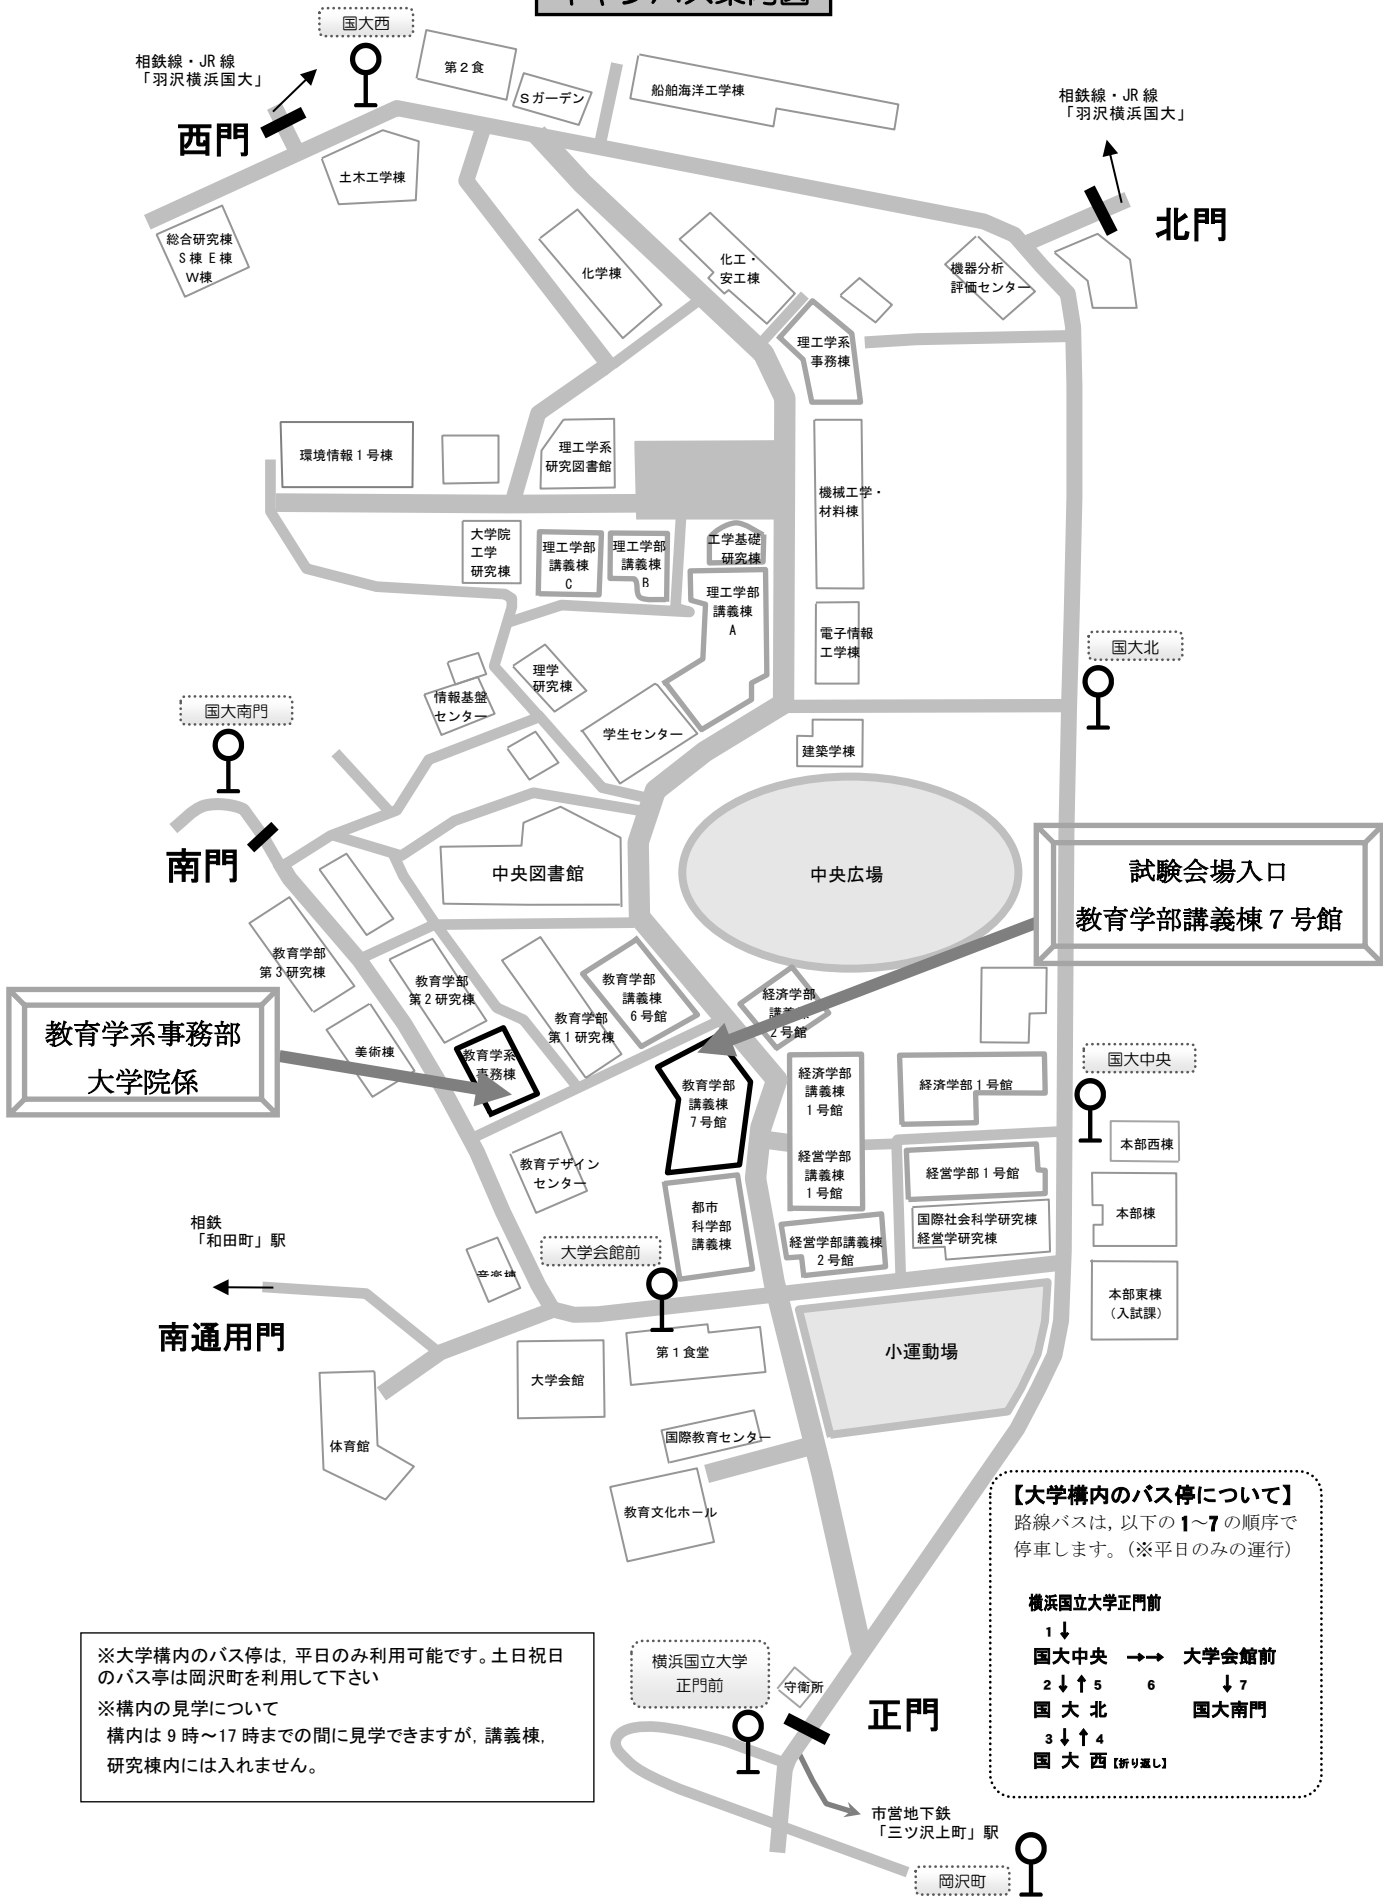 国大西
相鉄線・JR 線
「羽沢横浜国大」
西門
第2食
Sガーデン
船舶海洋工学棟
相鉄線・JR 線
「羽沢横浜国大」
北門
土木工学棟
総合研究棟
S棟 E棟
W棟
化学棟
化工・
安工棟
機器分析
評価センター
理工学系
事務棟
環境情報1号棟
理工学系
研究図書館
機械工学・
材料棟
大学院
工学
研究棟
理工学部
講義棟
C
理工学部
講義棟
B
工学基礎
研究棟
理工学部
講義棟
A
電子情報
工学棟
国大北
理学
研究棟
情報基盤
センター
国大南門
学生センター
建築学棟
南門
中央図書館
中央広場
試験会場入口
教育学部講義棟7号館
教育学部
第3研究棟
教育学部
第2研究棟
教育学部
第1研究棟
教育学部
講義棟
6号館
経済学部
講義棟
2号館
教育学系事務部
大学院係
美術棟
教育学系
事務棟
教育学部
講義棟
7号館
経済学部
講義棟
1号館
経営学部
講義棟
1号館
経済学部1号館
国大中央
本部西棟
教育デザイン
センター
経営学部1号館
本部棟
都市
科学部
講義棟
国際社会科学研究棟
経営学研究棟
相鉄
「和田町」駅
大学会館前
経営学部講義棟
2号館
音楽棟
本部東棟
(入試課)
南通用門
第1食堂
小運動場
大学会館
体育館
国際教育センター
教育文化ホール
【大学構内のバス停について】
路線バスは, 以下の 1~7 の順序で
停車します。(※平日のみの運行)
横浜国立大学正門前
1 ↓
国大中央 →→ 大学会館前
2 ↓ ↑ 5 6 ↓ 7
国 大 北 国大南門
3 ↓ ↑ 4
国 大 西【折り返し】
※大学構内のバス停は, 平日のみ利用可能です。土日祝日
のバス亭は岡沢町を利用して下さい
※構内の見学について
構内は 9 時~17 時までの間に見学できますが, 講義棟,
研究棟内には入れません。
横浜国立大学
正門前
守衛所
正門
市営地下鉄
「三ツ沢上町」駅
岡沢町